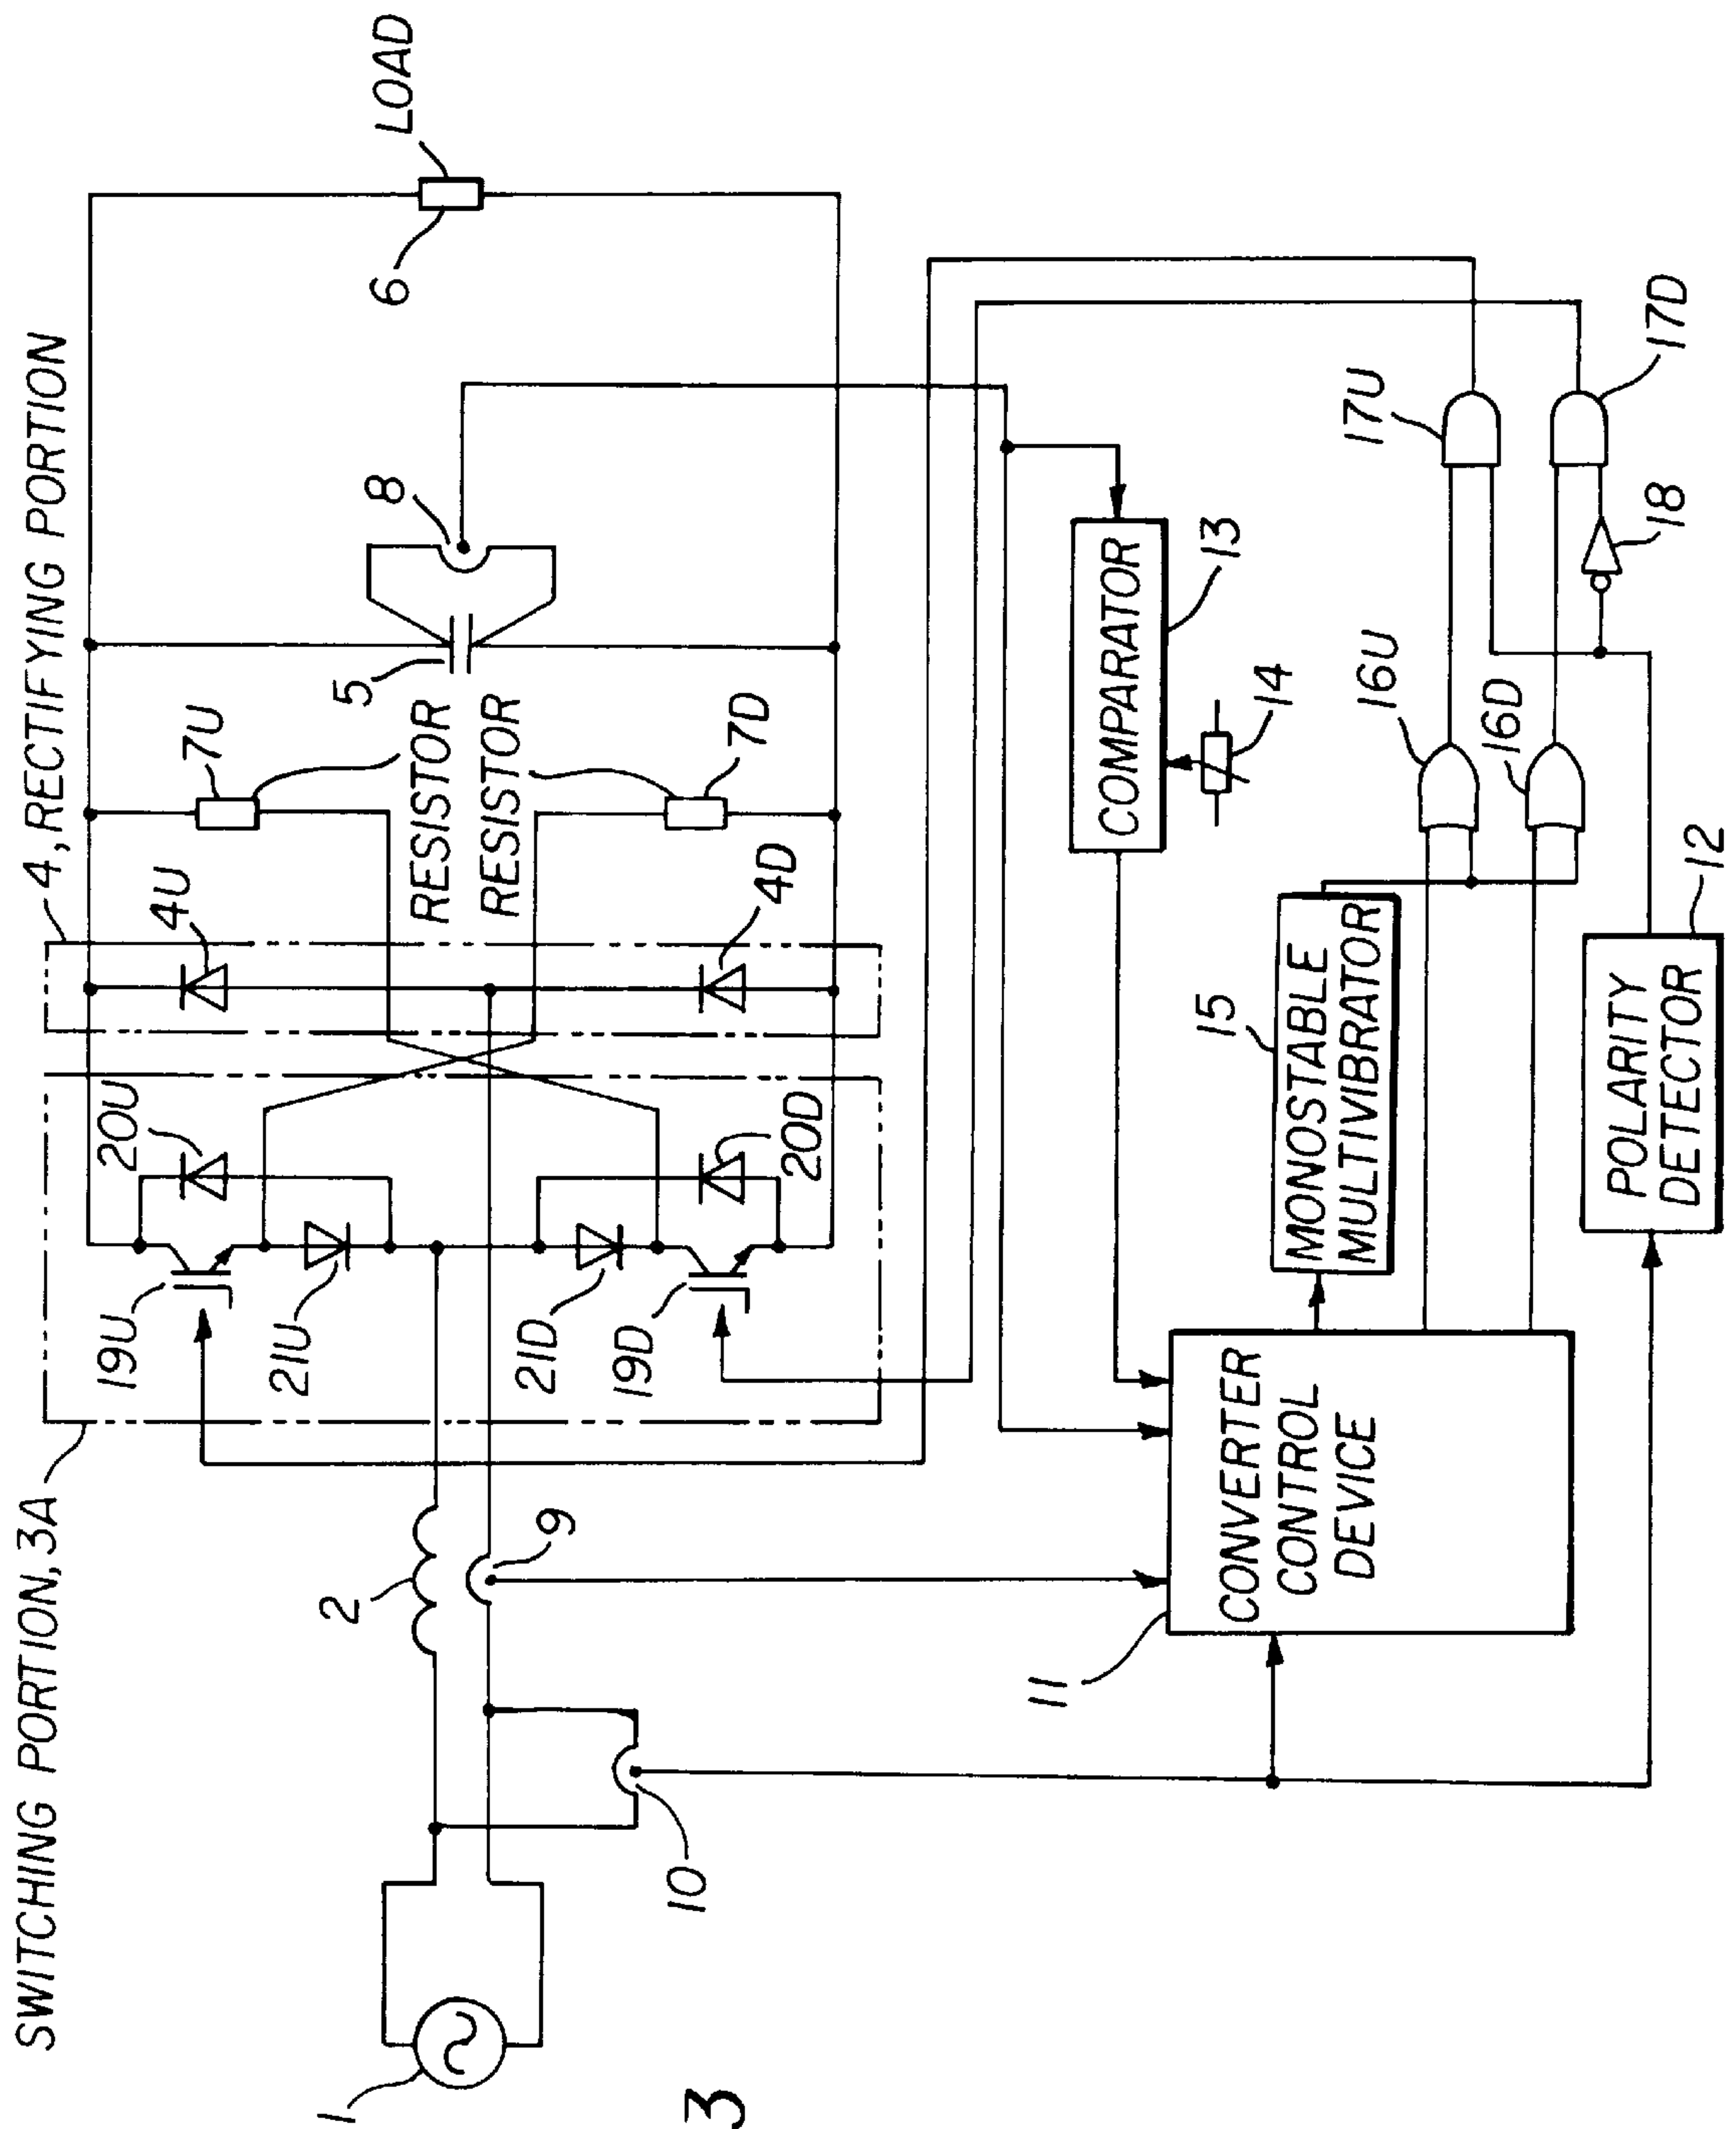 SWITCHING PORTION, 3A
4, RECTIFYING PORTION
LOAD
6
19U
20U
4U
7U
5
8
21U
RESISTOR
RESISTOR
21D
19D
20D
4D
7D
1
2
9
10
11
CONVERTER
CONTROL
DEVICE
COMPARATOR
13
14
15
MONOSTABLE
MULTIVIBRATOR
16U
16D
17U
17D
18
POLARITY
DETECTOR
12
3